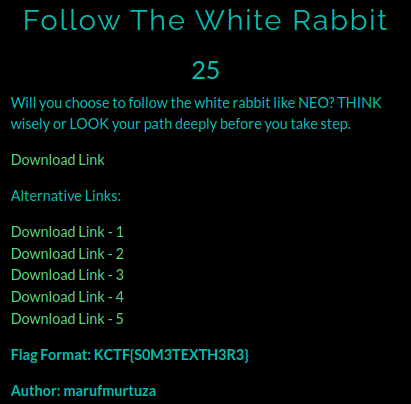 Follow The White Rabbit
25
Will you choose to follow the white rabbit like NEO? THINK
wisely or LOOK your path deeply before you take step.
Download Link
Alternative Links:
Download Link - 1
Download Link - 2
Download Link - 3
Download Link - 4
Download Link - 5
Flag Format: KCTF{S0M3TEXTH3R3}
Author: marufmurtuza